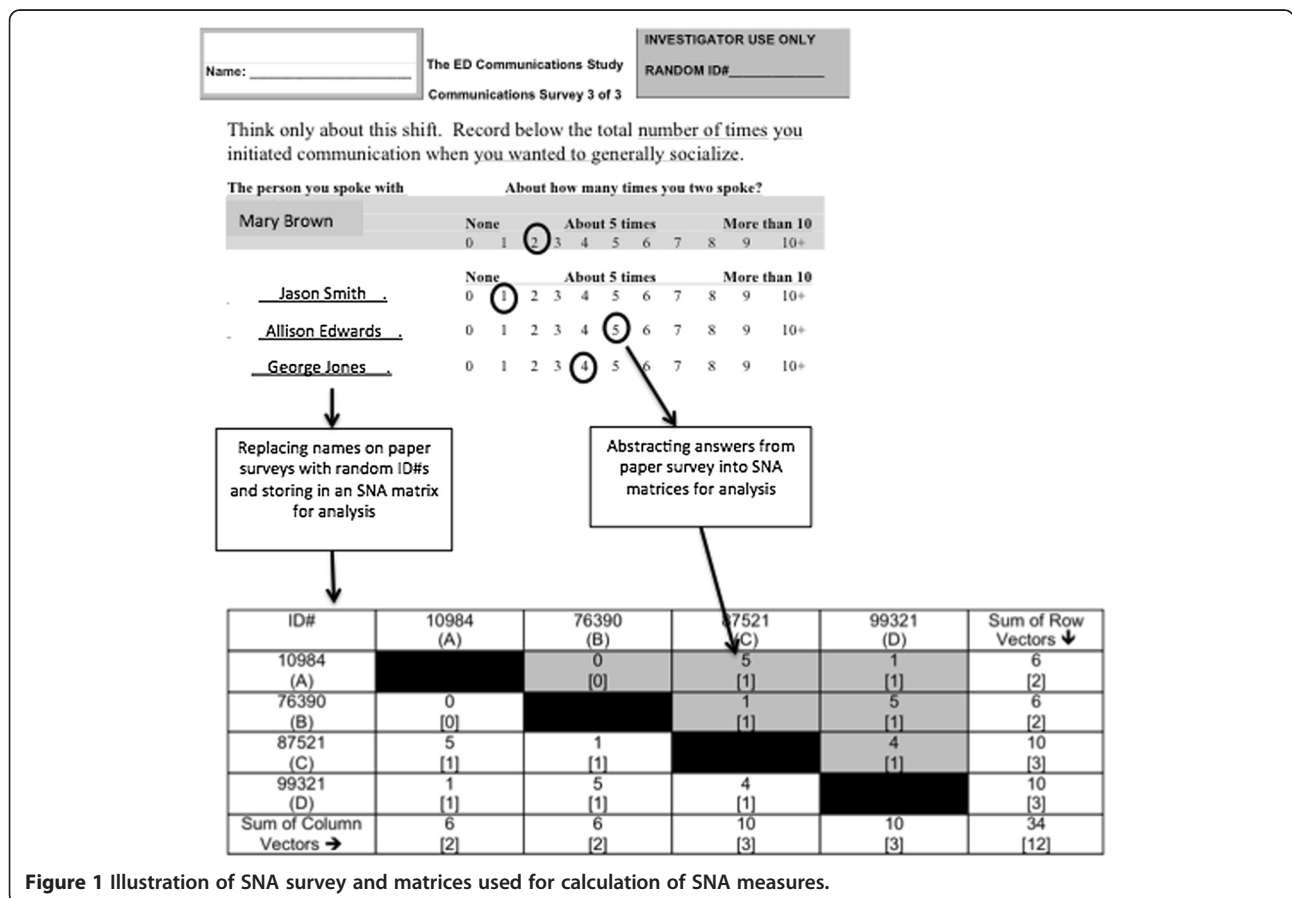 Name: ____________________
The ED Communications Study
Communications Survey 3 of 3
INVESTIGATOR USE ONLY
RANDOM ID#____________
Think only about this shift. Record below the total number of times you
initiated communication when you wanted to generally socialize.
The person you spoke with About how many times you two spoke?
Mary Brown None About 5 times More than 10
0 1 2 3 4 5 6 7 8 9 10+
None About 5 times More than 10
Jason Smith . 0 1 2 3 4 5 6 7 8 9 10+
Allison Edwards . 0 1 2 3 4 5 6 7 8 9 10+
George Jones . 0 1 2 3 4 5 6 7 8 9 10+
Replacing names on paper
surveys with random ID#s
and storing in an SNA matrix
for analysis
Abstracting answers from
paper survey into SNA
matrices for analysis
ID# 10984 76390 87521 99321 Sum of Row
(A) (B) (C) (D) Vectors ↓
10984 0 5 1 6
(A) [0] [1] [1] [2]
76390 0 1 5 6
(B) [0] [1] [1] [2]
87521 5 1 4 10
(C) [1] [1] [1] [3]
99321 1 5 4 10
(D) [1] [1] [1] [3]
Sum of Column 6 6 10 10 34
Vectors → [2] [2] [3] [3] [12]
Figure 1 Illustration of SNA survey and matrices used for calculation of SNA measures.